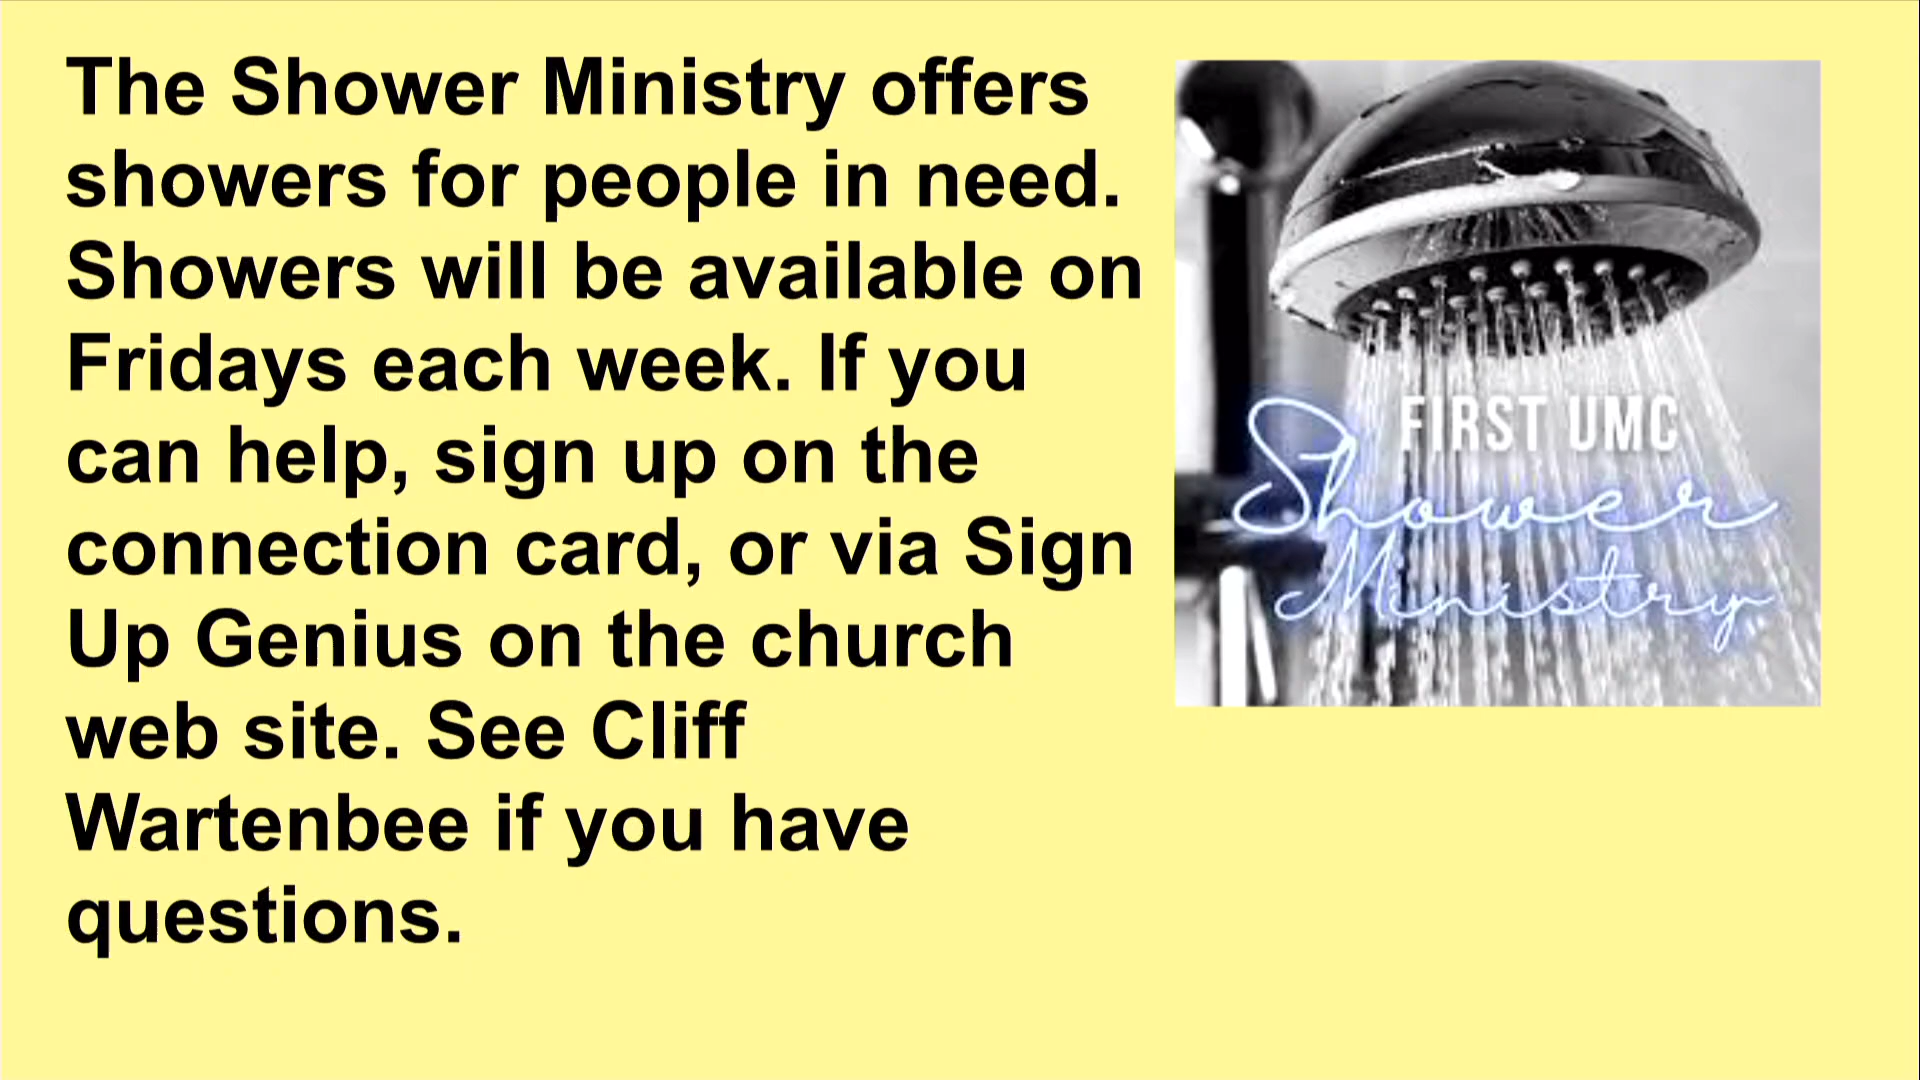 The Shower Ministry offers
showers for people in need.
Showers will be available on
Fridays each week. If you
can help, sign up on the
connection card, or via Sign
Up Genius on the church
web site. See Cliff
Wartenbee if you have
questions.
FIRST UMC
Shower
Ministry